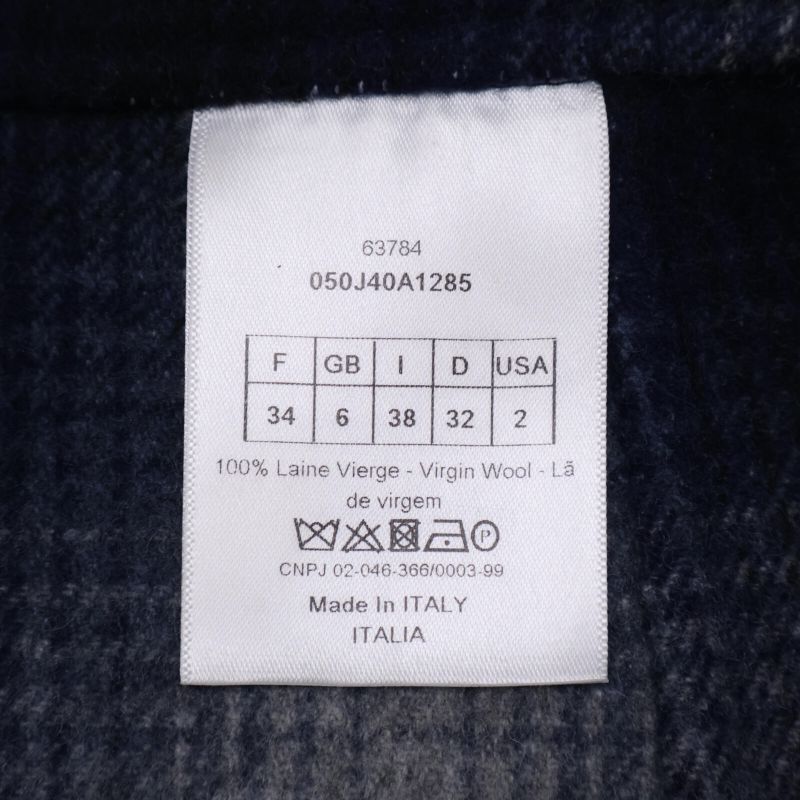 63784
050J40A1285
F GB I D USA
34 6 38 32 2
100% Laine Vierge - Virgin Wool - Lã
de virgem
P
CNPJ 02-046-366/0003-99
Made In ITALY
ITALIA